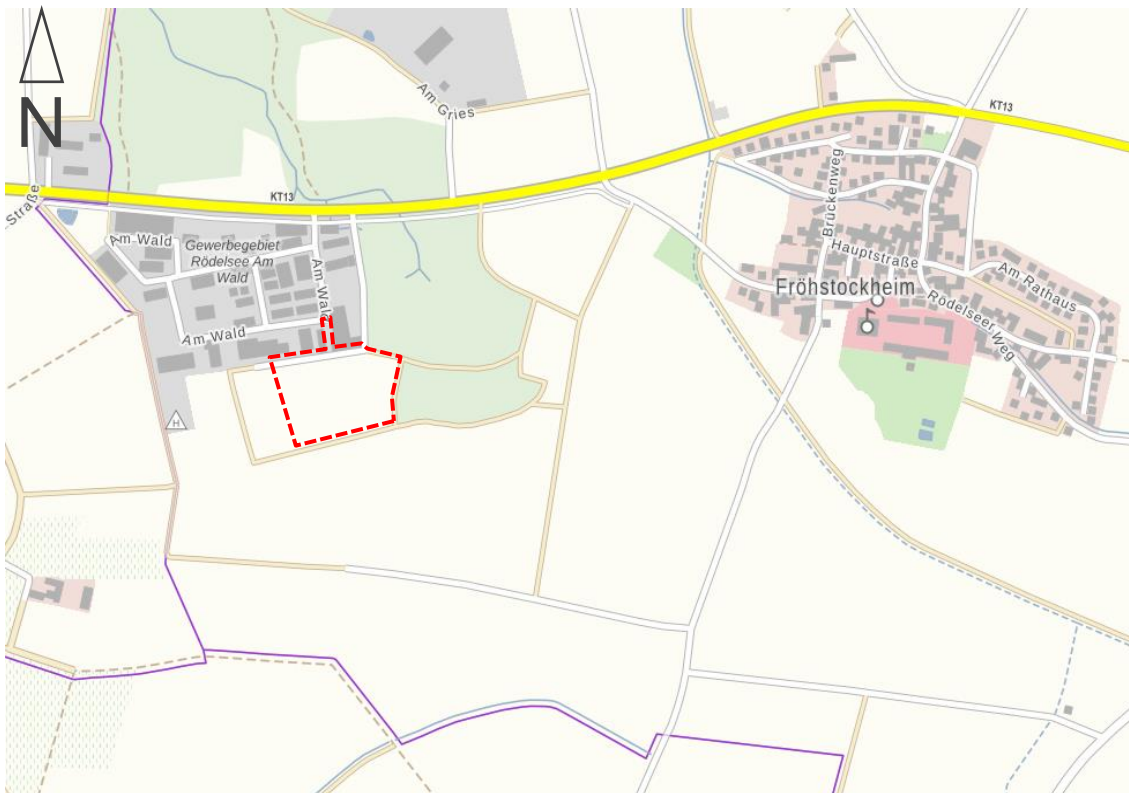 N
Am Gries
KT13
KT13
-Straße
Am Wald
Gewerbegebiet
Rödelsee Am
Wald
Am Wald
Am Wald
H
Brückenweg
Hauptstraße
Am Rathaus
Fröhstockheim
Rödelseer Weg